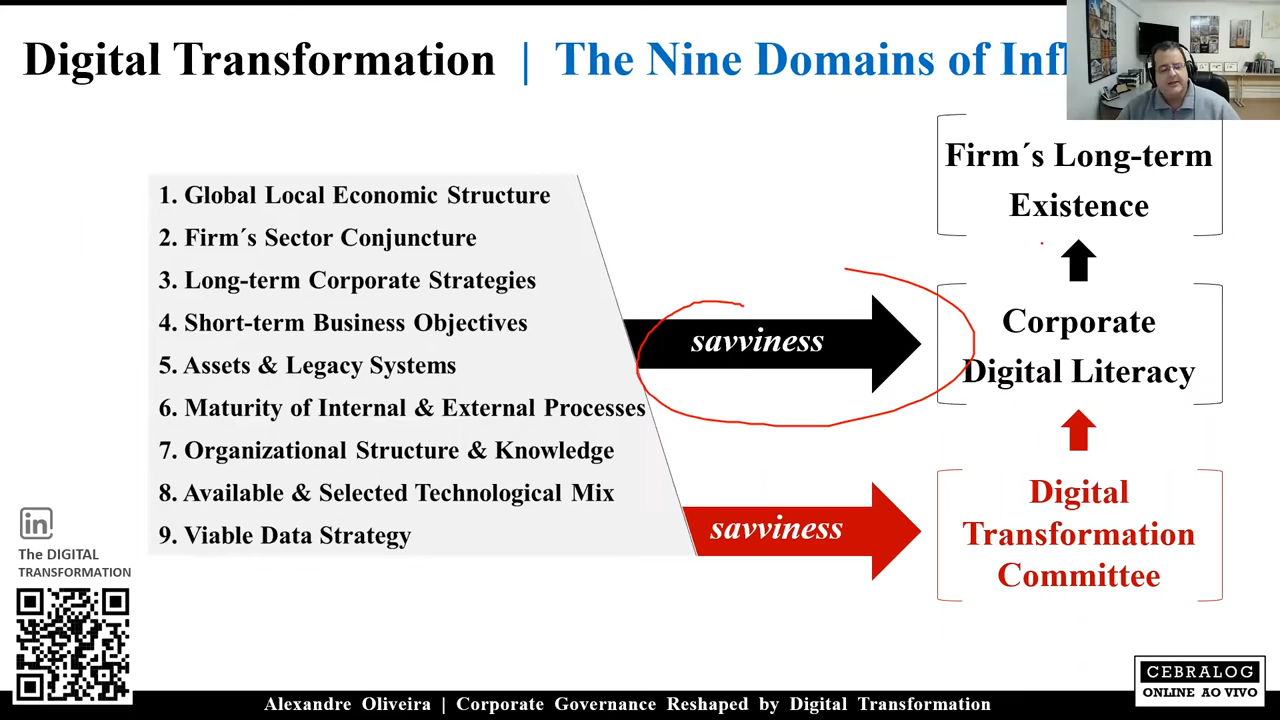 Digital Transformation | The Nine Domains of
1. Global Local Economic Structure
2. Firm´s Sector Conjuncture
3. Long-term Corporate Strategies
4. Short-term Business Objectives
5. Assets & Legacy Systems
6. Maturity of Internal & External Processes
7. Organizational Structure & Knowledge
8. Available & Selected Technological Mix
9. Viable Data Strategy
savviness
savviness
Firm´s Long-term
Existence
Corporate
Digital Literacy
Digital
Transformation
Committee
in
The DIGITAL
TRANSFORMATION
CEBRALOG
ONLINE AO VIVO
Alexandre Oliveira | Corporate Governance Reshaped by Digital Transformation